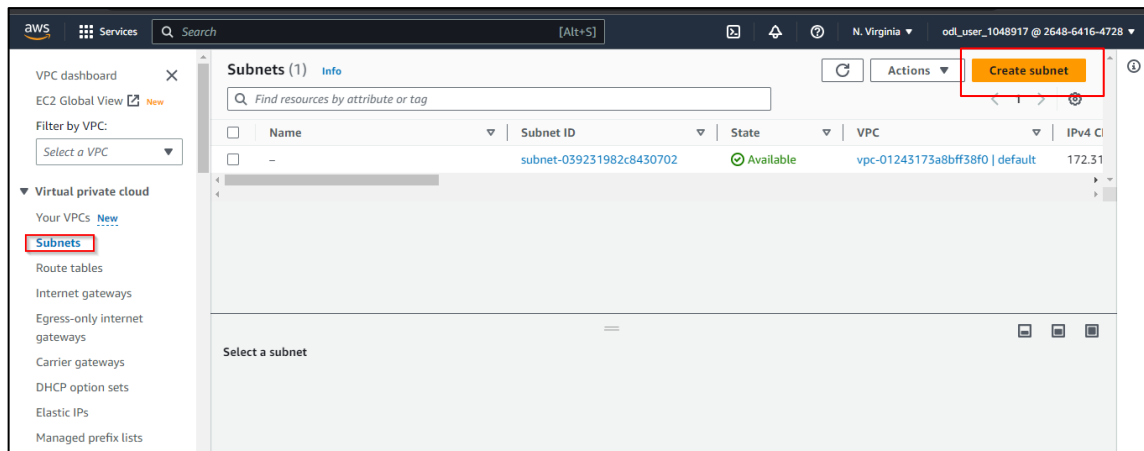 aws Services Search [Alt+S] N. Virginia ▼ odl_user_1048917 @ 2648-6416-4728 ▼
VPC dashboard
EC2 Global View New
Filter by VPC:
Select a VPC
Virtual private cloud
Your VPCs New
Subnets
Route tables
Internet gateways
Egress-only internet
gateways
Carrier gateways
DHCP option sets
Elastic IPs
Managed prefix lists
Subnets (1) Info
Actions ▼ Create subnet
Find resources by attribute or tag
< 1 >
Name Subnet ID State VPC IPv4 CI
– subnet-039231982c8430702 Available vpc-01243173a8bff38f0 | default 172.31
Select a subnet